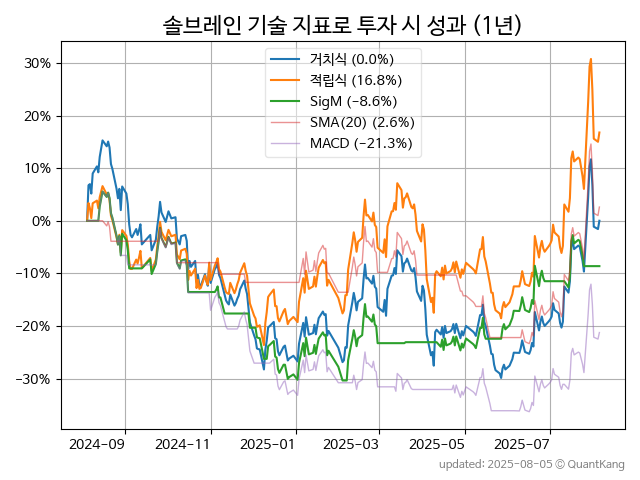 솔브레인 기술 지표로 투자 시 성과 (1년)
거치식 (0.0%)
적립식 (16.8%)
SigM (−8.6%)
SMA(20) (2.6%)
MACD (−21.3%)
30%
20%
10%
0%
−10%
−20%
−30%
2024-09 2024-11 2025-01 2025-03 2025-05 2025-07
updated: 2025-08-05 ⓒ QuantKang